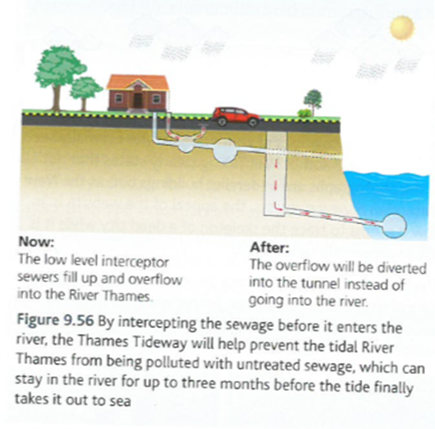 Now:
The low level interceptor
sewers fill up and overflow
into the River Thames.
After:
The overflow will be diverted
into the tunnel instead of
going into the river.
Figure 9.56 By intercepting the sewage before it enters the
river, the Thames Tideway will help prevent the tidal River
Thames from being polluted with untreated sewage, which can
stay in the river for up to three months before the tide finally
takes it out to sea